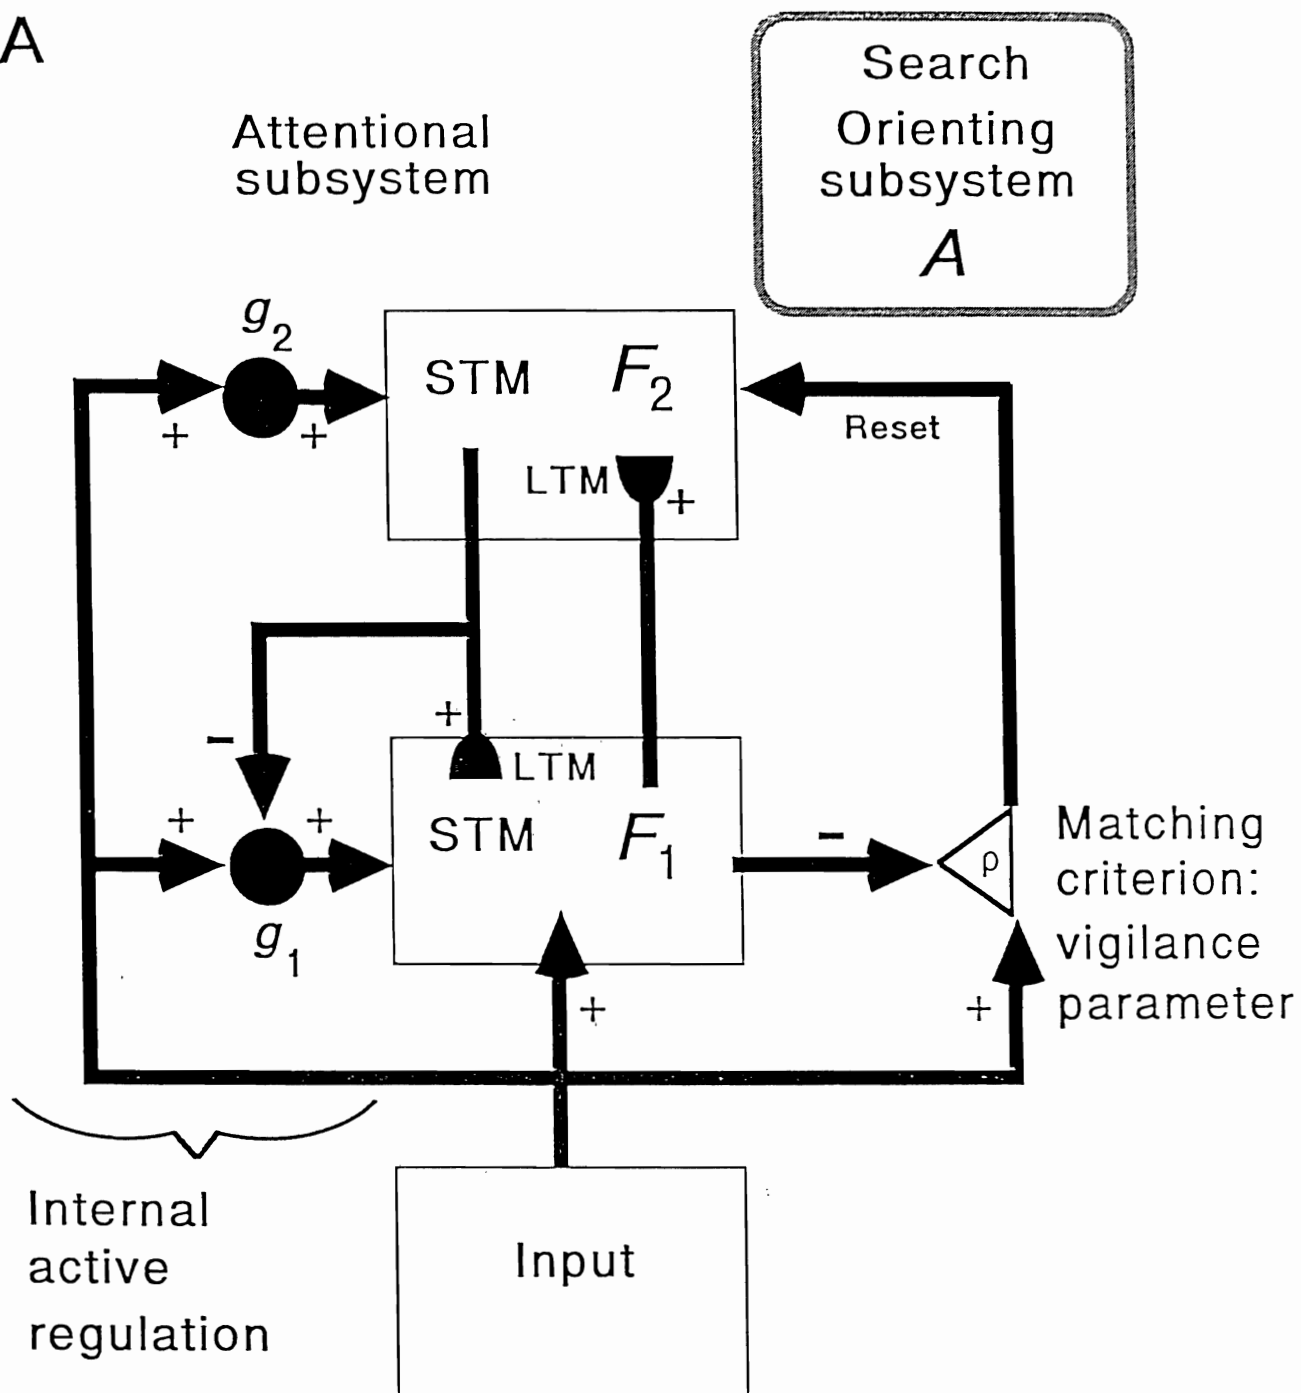 A
Attentional
subsystem
Search
Orienting
subsystem
A
g2
+
+
STM
F2
LTM
+
Reset
-
+
LTM
+
+
STM
F1
g1
-
ρ
Matching
criterion:
vigilance
parameter
+
+
Internal
active
regulation
Input